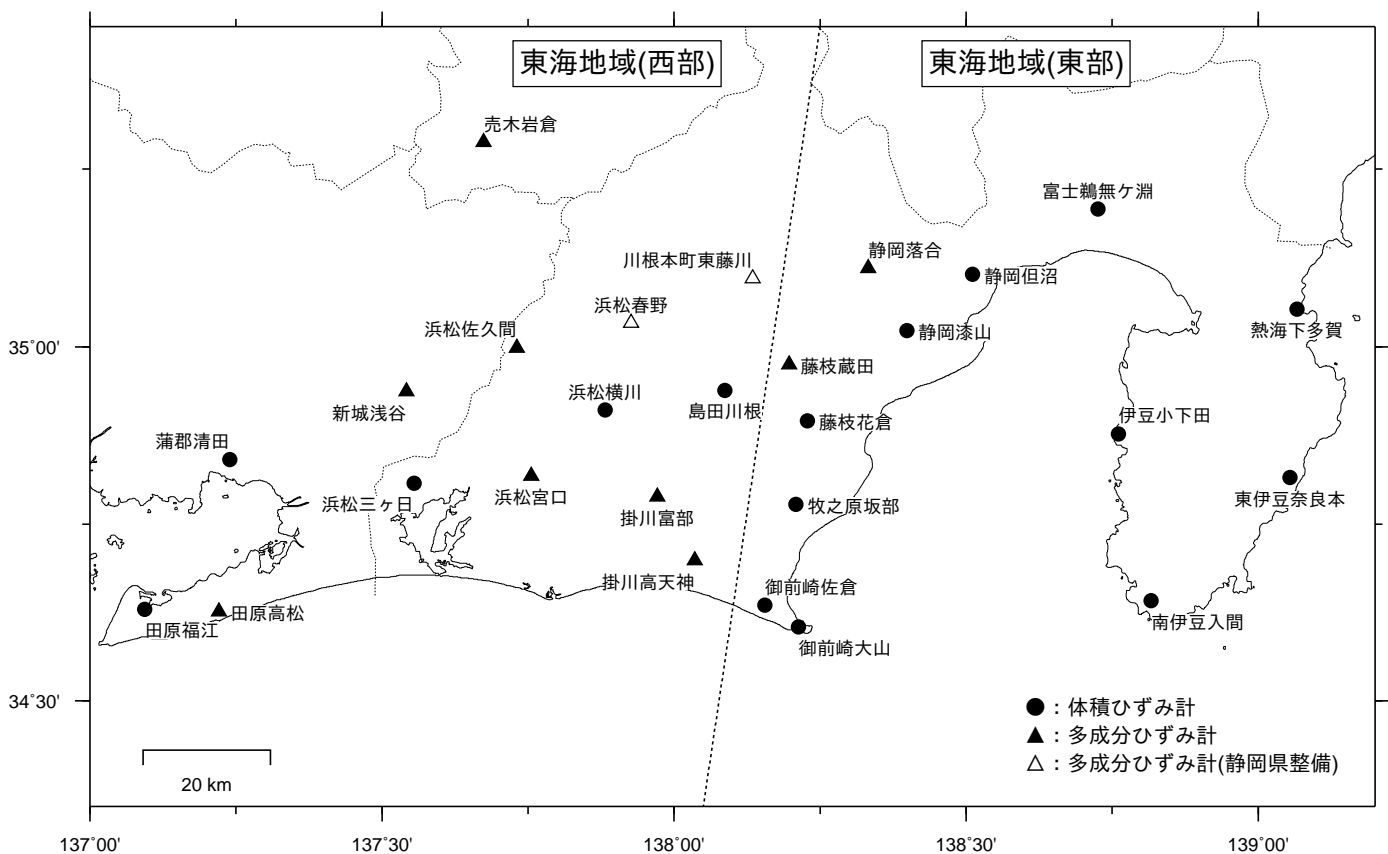 東海地域(西部)
東海地域(東部)
売木岩倉
富士鵜無ケ淵
静岡落合
川根本町東藤川
静岡但沼
浜松春野
浜松佐久間
静岡漆山
熱海下多賀
35°00'
藤枝蔵田
浜松横川
島田川根
新城浅谷
藤枝花倉
伊豆小下田
蒲郡清田
浜松三ヶ日
浜松宮口
東伊豆奈良本
掛川富部
牧之原坂部
掛川高天神
御前崎佐倉
田原高松
田原福江
南伊豆入間
御前崎大山
34°30'
：体積ひずみ計
：多成分ひずみ計
：多成分ひずみ計(静岡県整備)
20 km
137°00'
137°30'
138°00'
138°30'
139°00'